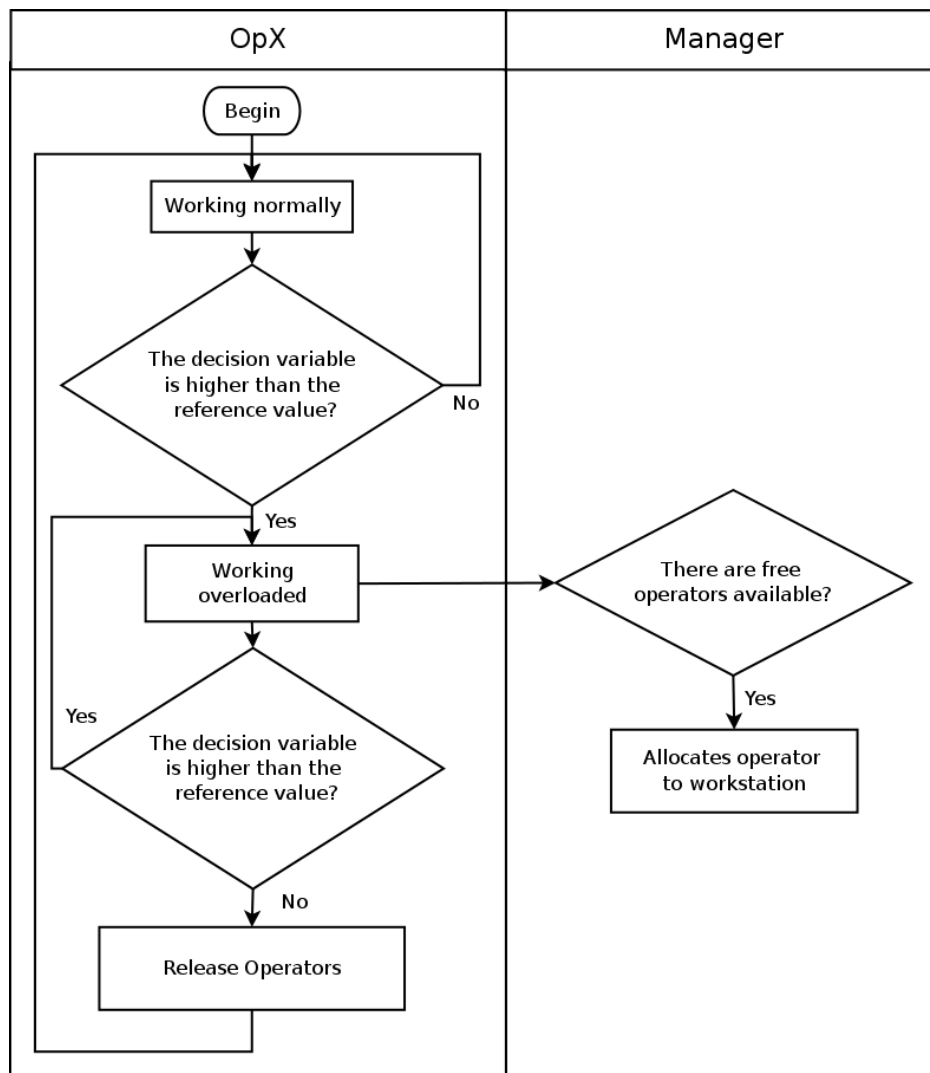 OpX
Manager
Begin
Working normally
The decision variable
is higher than the
reference value?
No
Yes
Working
overloaded
There are free
operators available?
Yes
Yes
The decision variable
is higher than the
reference value?
Allocates operator
to workstation
No
Release Operators